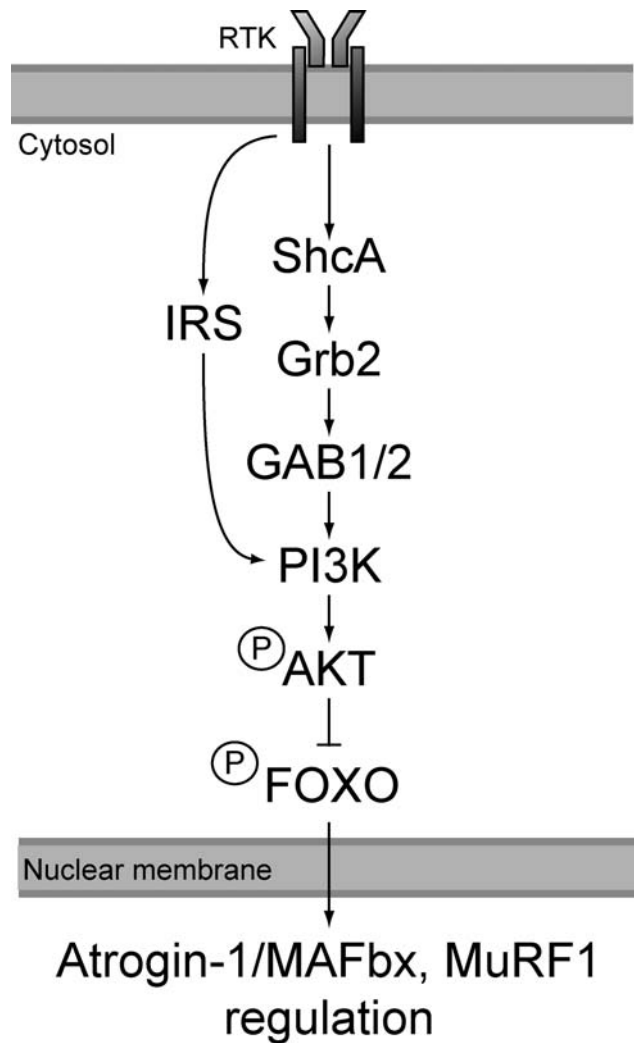 RTK
Cytosol
ShcA
IRS
Grb2
GAB1/2
PI3K
P
AKT
P
FOXO
Nuclear membrane
Atrogin-1/MAFbx, MuRF1
regulation